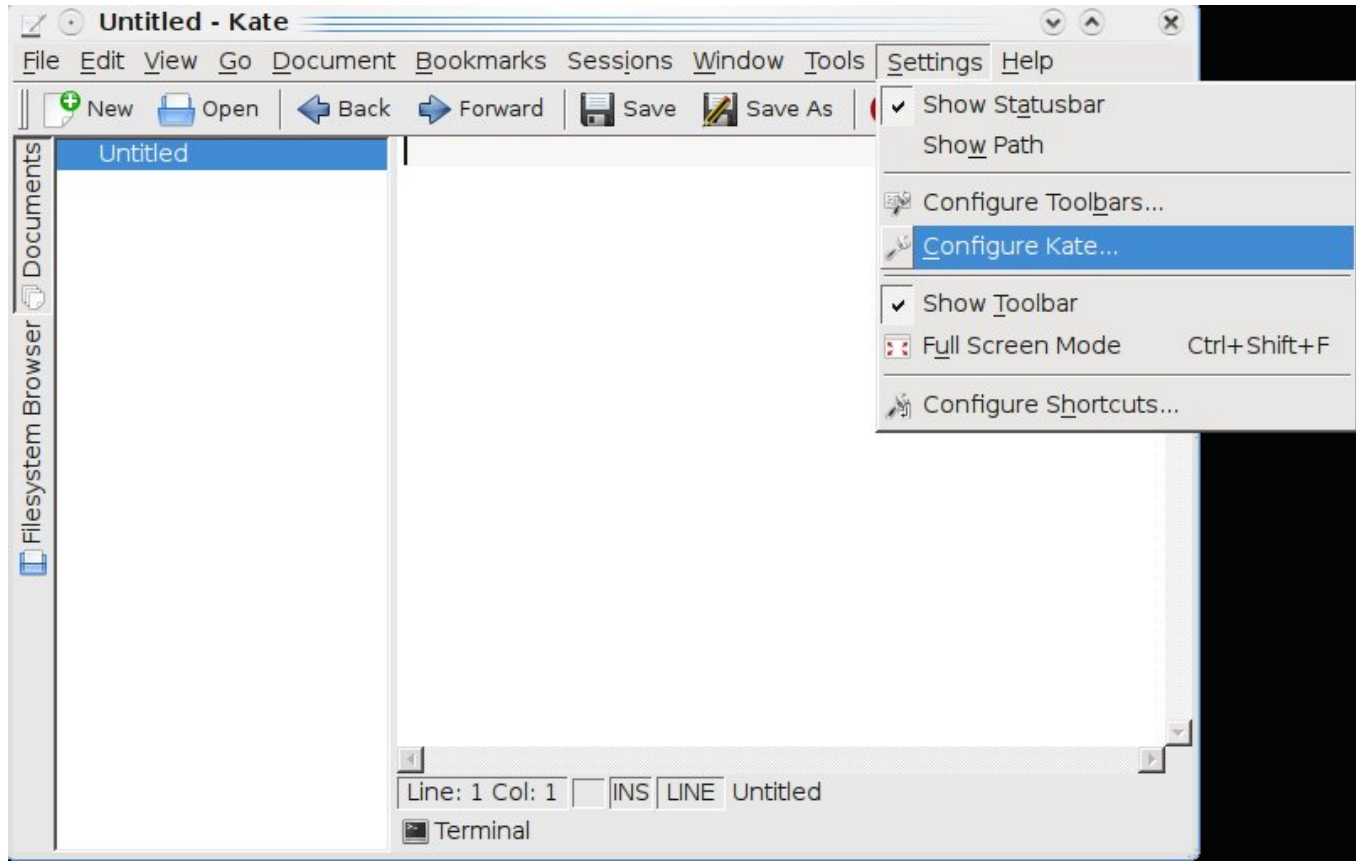 Untitled - Kate
File Edit View Go Document Bookmarks Sessions Window Tools Settings Help
New Open Back Forward Save Save As
Show Statusbar
Show Path
Configure Toolbars...
Configure Kate...
Show Toolbar
Full Screen Mode Ctrl+Shift+F
Configure Shortcuts...
Documents
Filesystem Browser
Untitled
Line: 1 Col: 1 INS LINE Untitled
Terminal